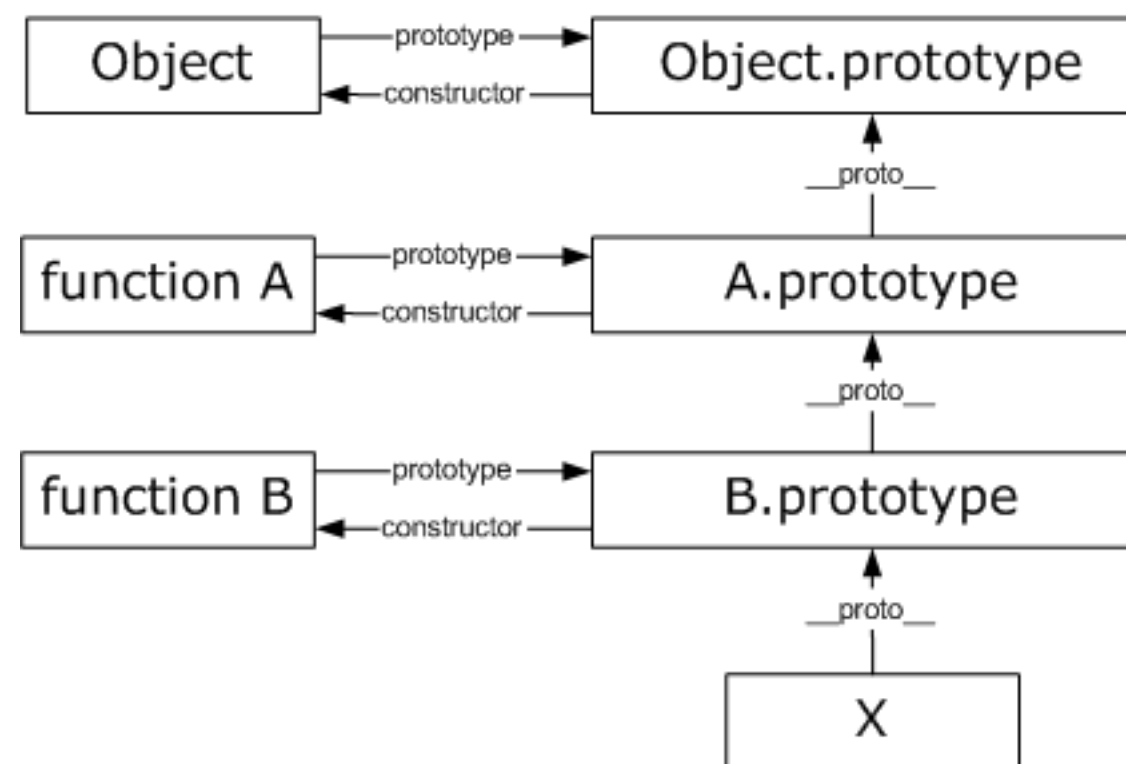 Object
prototype
constructor
Object.prototype
__proto__
function A
prototype
constructor
A.prototype
__proto__
function B
prototype
constructor
B.prototype
__proto__
X